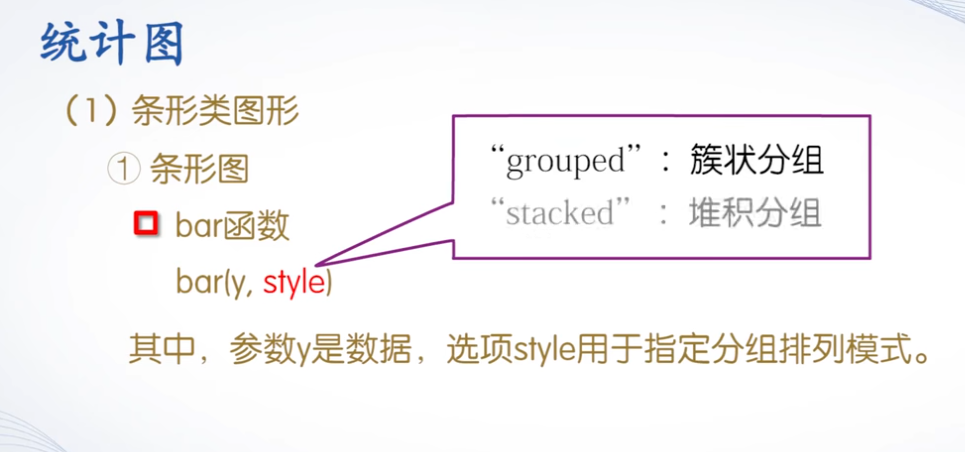 统计图
（1）条形类图形
① 条形图
bar函数
bar(y, style)
“grouped”：簇状分组
“stacked”：堆积分组
其中，参数y是数据，选项style用于指定分组排列模式。